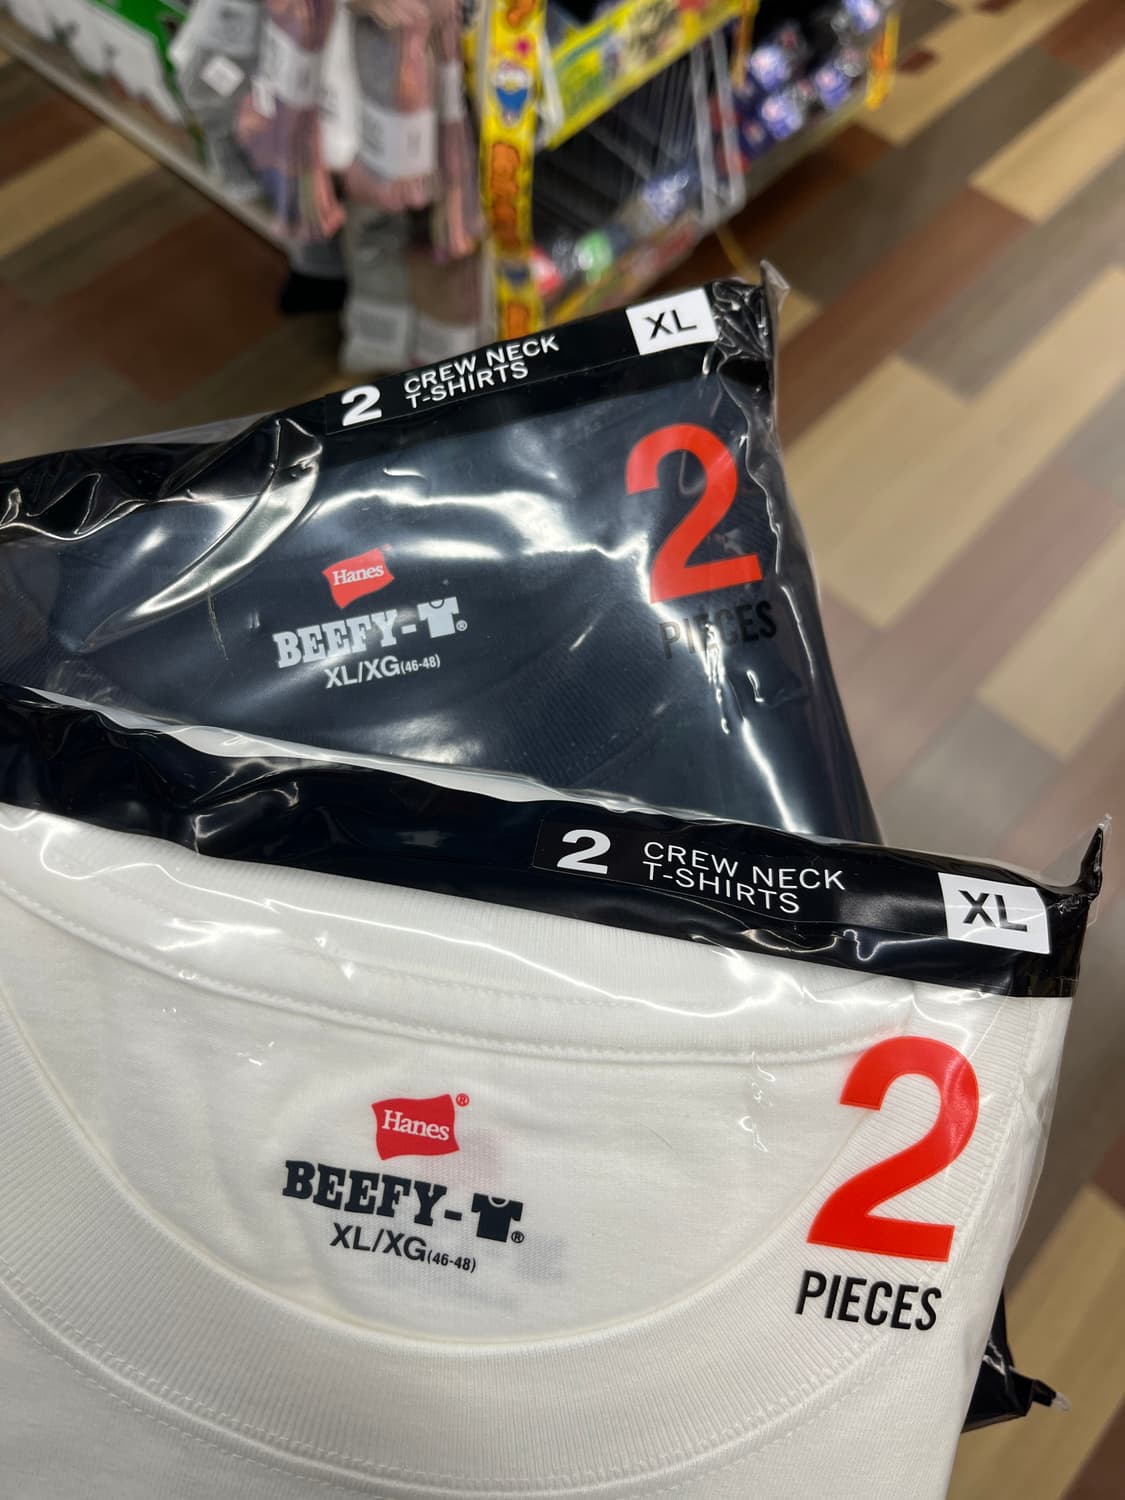 2 CREW NECK
T-SHIRTS
XL
2
PIECES
Hanes
BEEFY-T®
XL/XG(46-48)
2 CREW NECK
T-SHIRTS
XL
2
PIECES
Hanes®
BEEFY-T®
XL/XG(46-48)